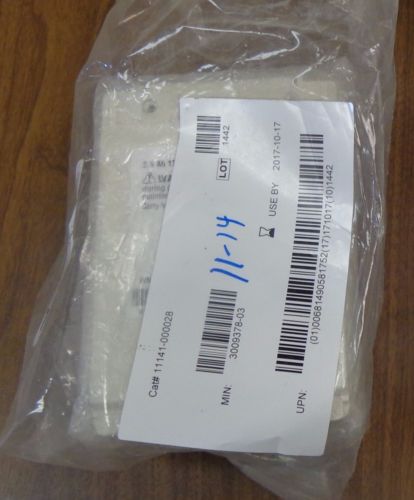 Cat# 11141-000028
LOT 1442
11-14
USE BY 2017-10-17
MIN: 3009378-03
UPN:
(01)00681490581752(17)171017(10)1442